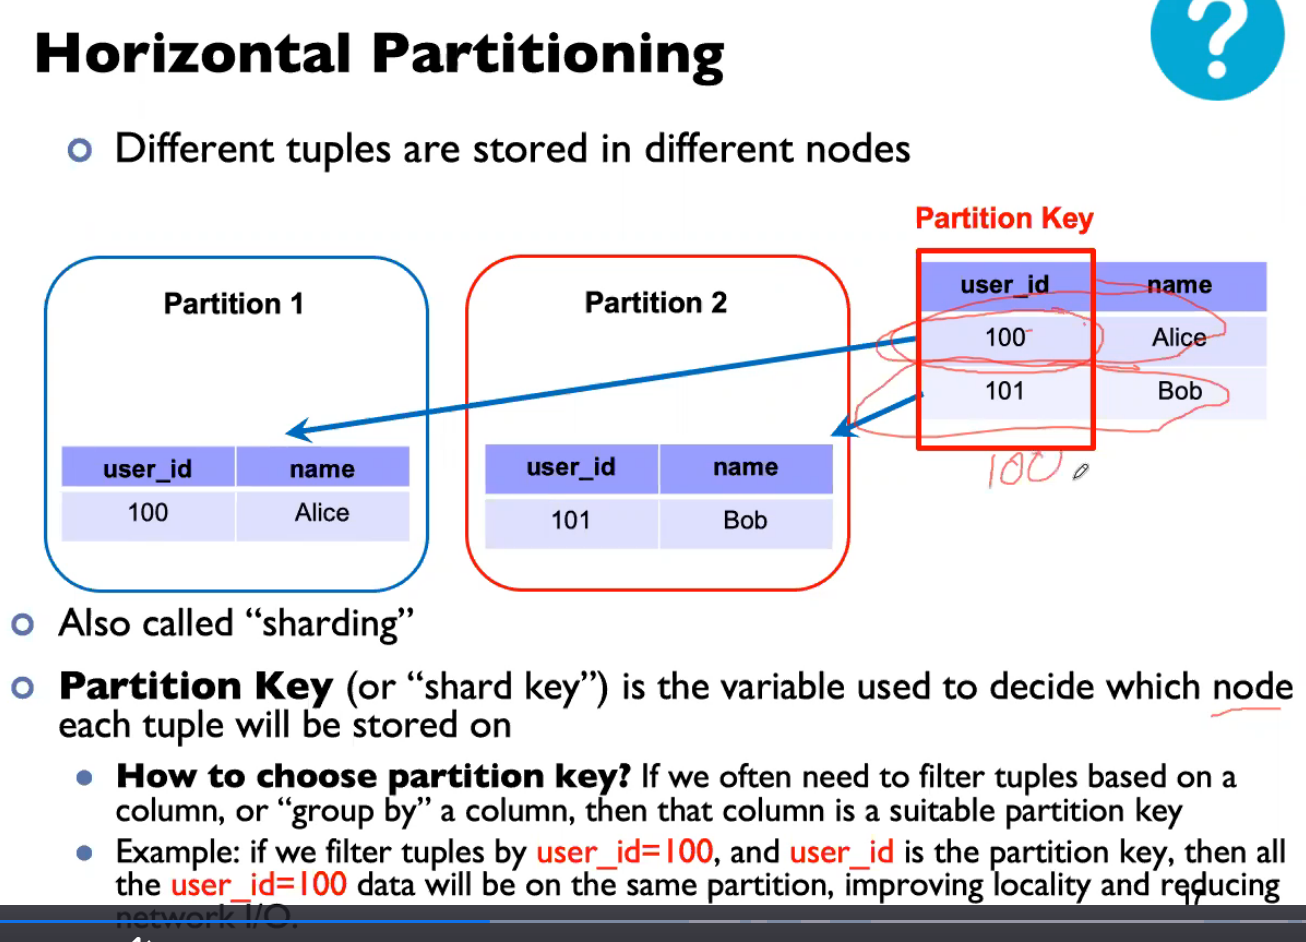 ?
Horizontal Partitioning
Different tuples are stored in different nodes
Partition Key
user_id name
100 Alice
101 Bob
100
Partition 1
user_id name
100 Alice
Partition 2
user_id name
101 Bob
Also called “sharding”
Partition Key (or “shard key”) is the variable used to decide which node
each tuple will be stored on
How to choose partition key? If we often need to filter tuples based on a
column, or “group by” a column, then that column is a suitable partition key
Example: if we filter tuples by user_id=100, and user_id is the partition key, then all
the user_id=100 data will be on the same partition, improving locality and reducing
network I/O.
17